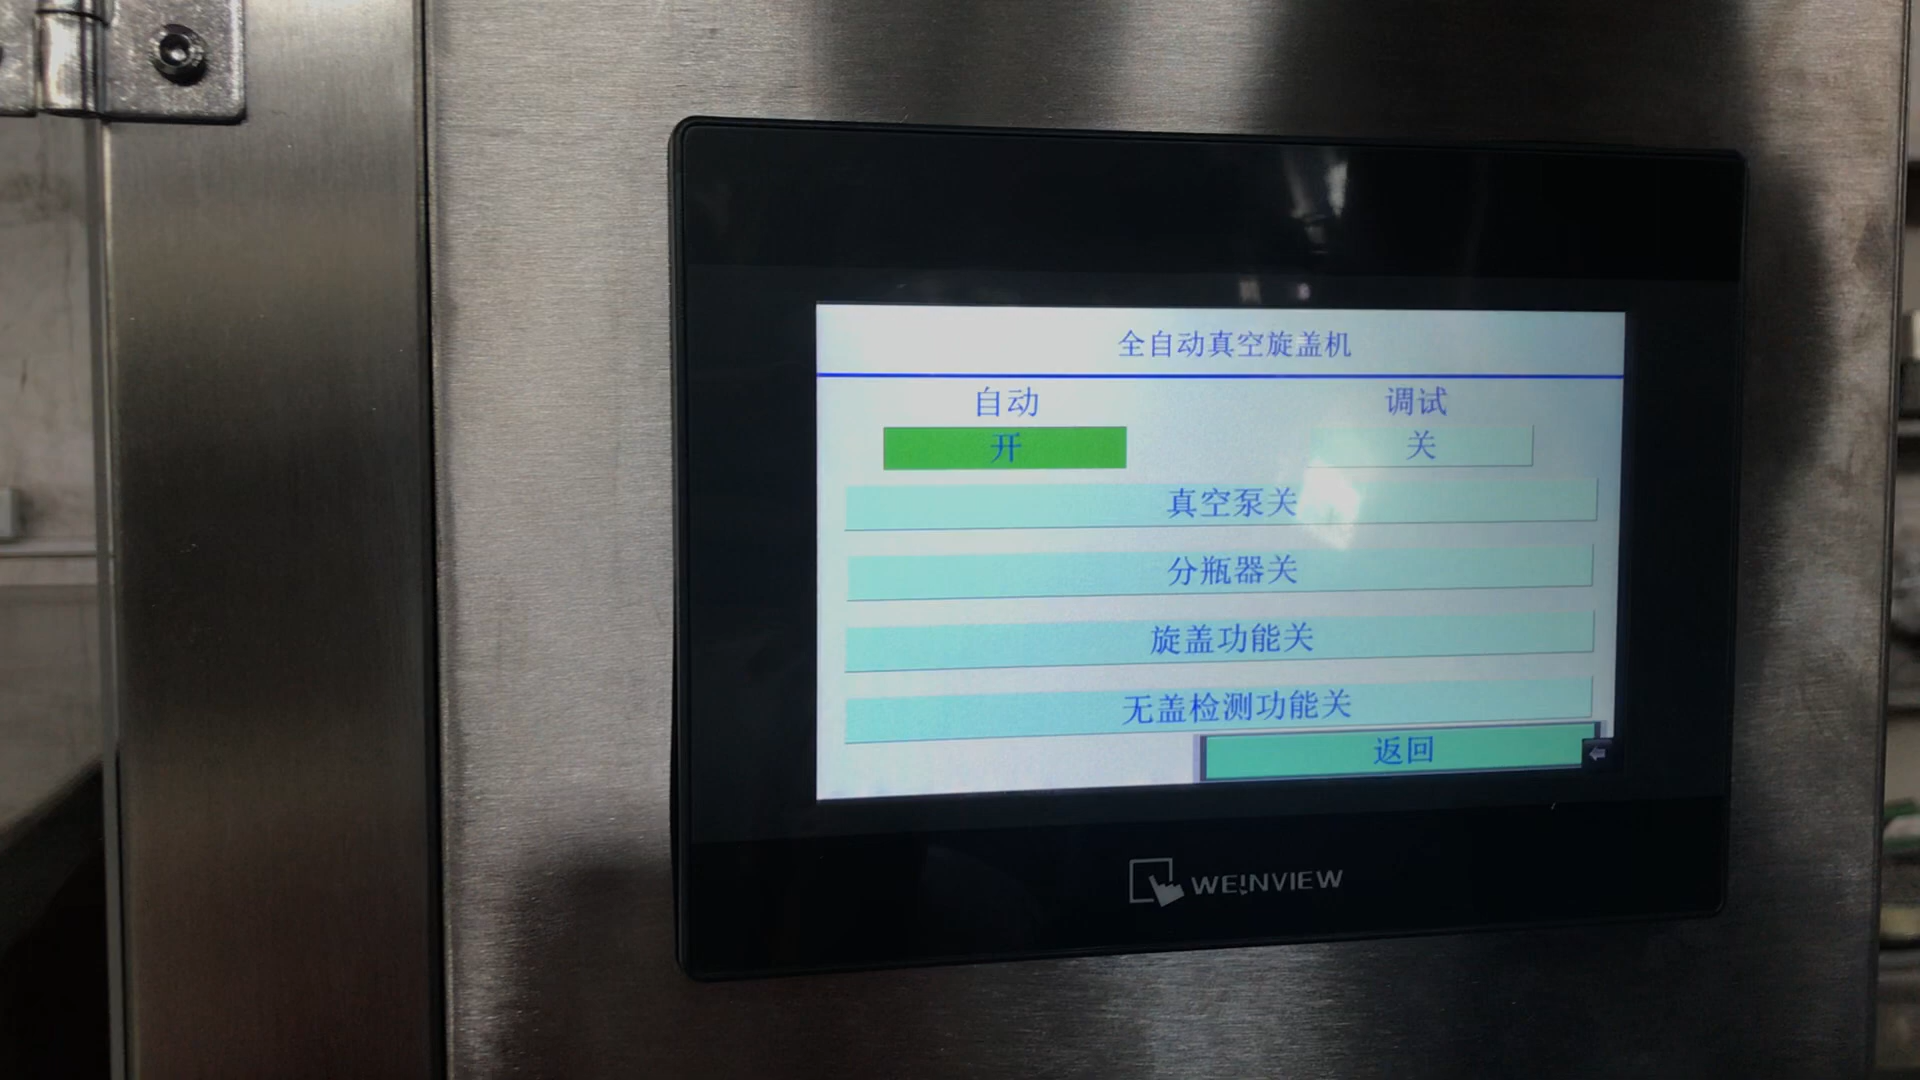 全自动真空旋盖机
自动 调试
开 关
真空泵关
分瓶器关
旋盖功能关
无盖检测功能关
返回
WEINVIEW